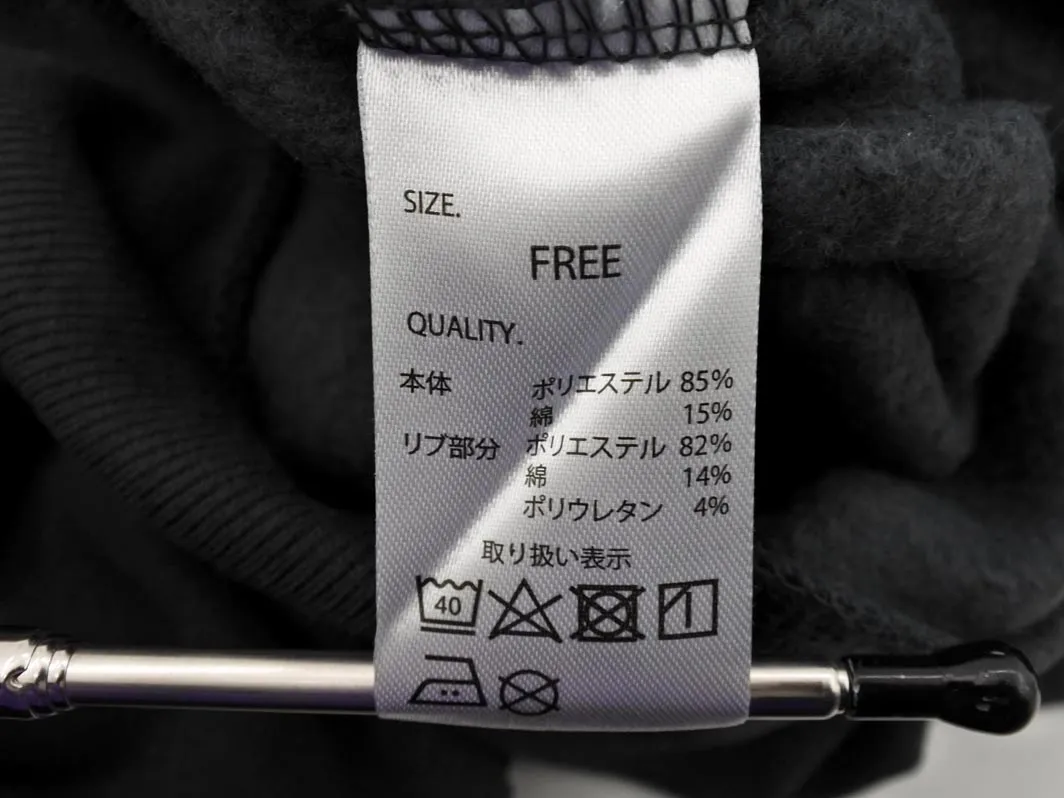 SIZE.
FREE
QUALITY.
本体 ポリエステル 85%
綿 15%
リブ部分 ポリエステル 82%
綿 14%
ポリウレタン 4%
取り扱い表示
40